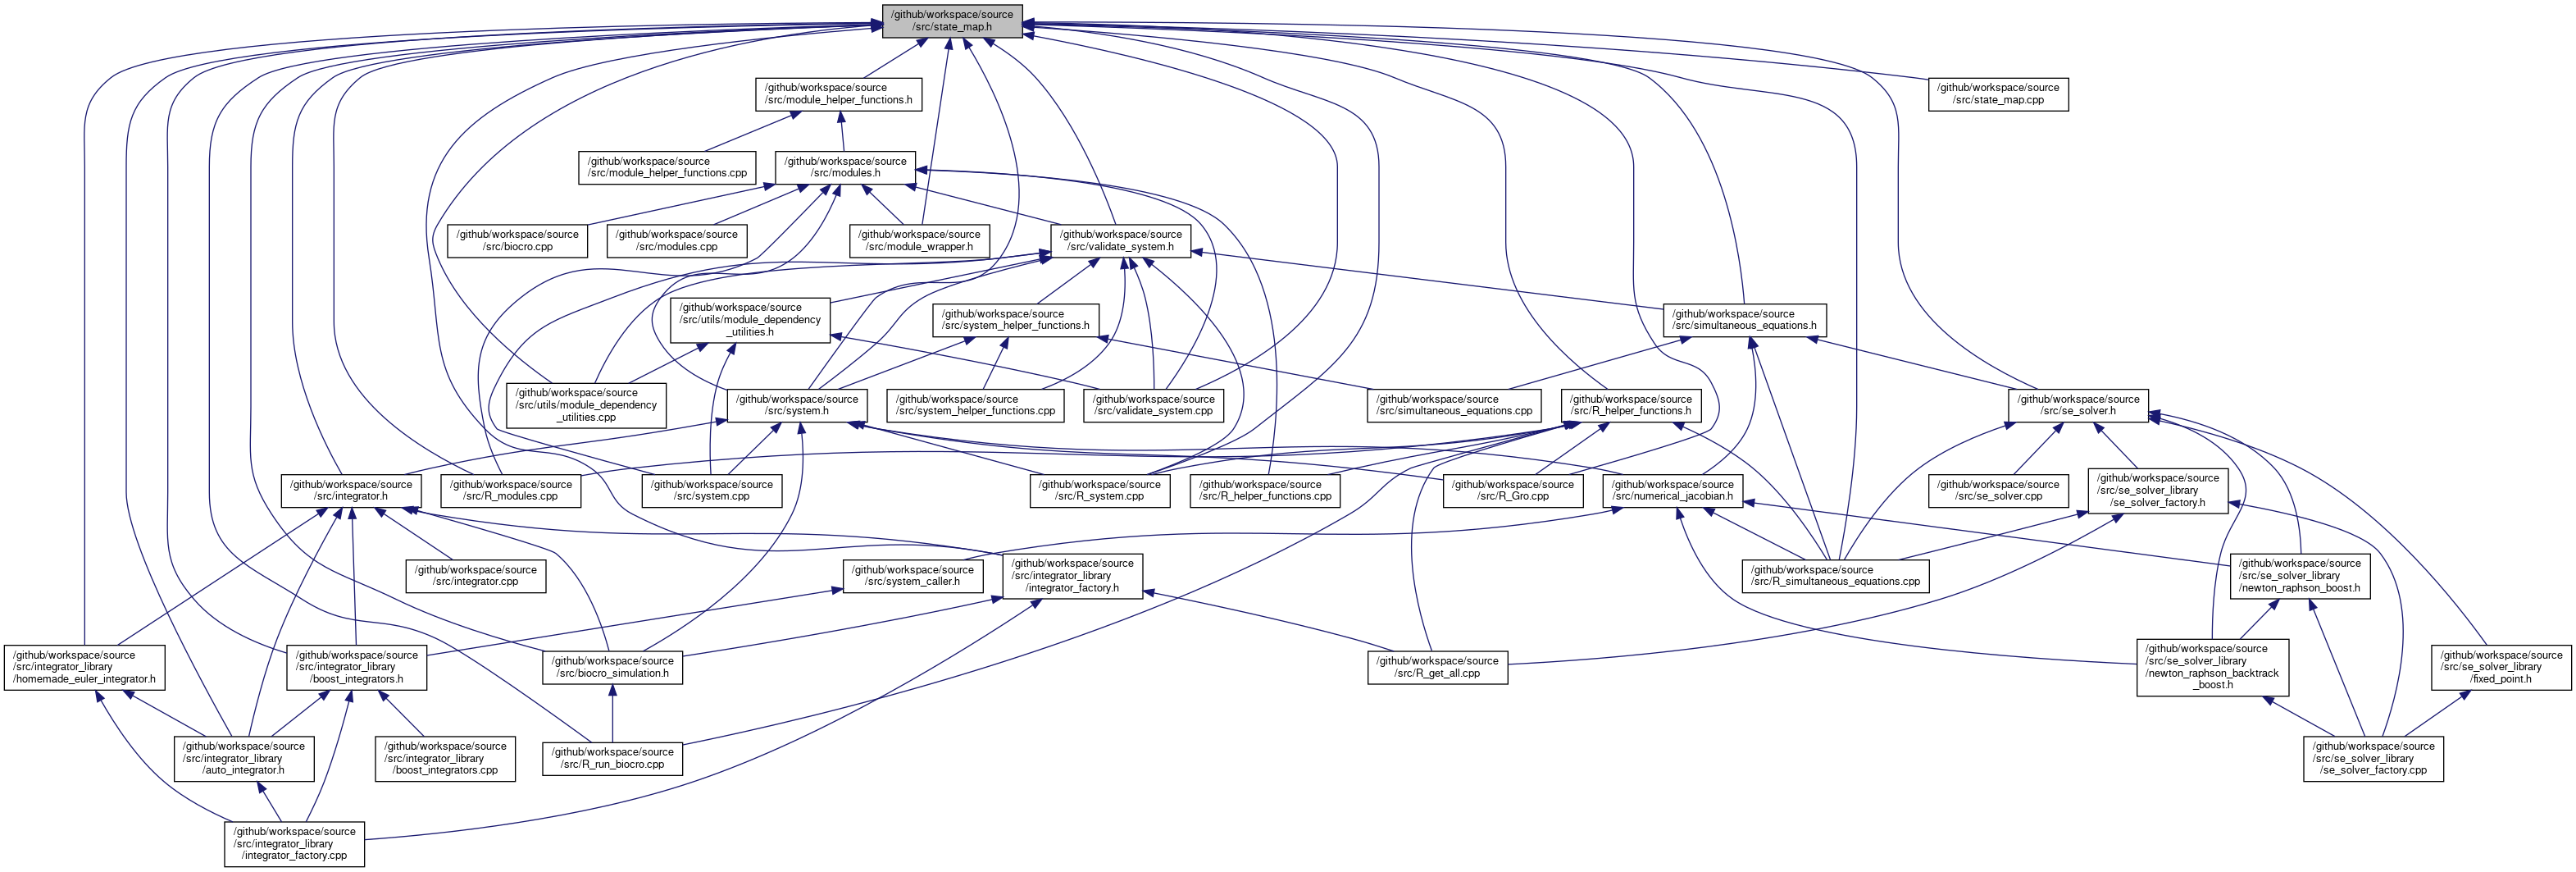 /github/workspace/source
/src/state_map.h
/github/workspace/source
/src/module_helper_functions.h
/github/workspace/source
/src/state_map.cpp
/github/workspace/source
/src/module_helper_functions.cpp
/github/workspace/source
/src/modules.h
/github/workspace/source
/src/biocro.cpp
/github/workspace/source
/src/modules.cpp
/github/workspace/source
/src/module_wrapper.h
/github/workspace/source
/src/validate_system.h
/github/workspace/source
/src/utils/module_dependency
_utilities.h
/github/workspace/source
/src/system_helper_functions.h
/github/workspace/source
/src/simultaneous_equations.h
/github/workspace/source
/src/utils/module_dependency
_utilities.cpp
/github/workspace/source
/src/system.h
/github/workspace/source
/src/system_helper_functions.cpp
/github/workspace/source
/src/validate_system.cpp
/github/workspace/source
/src/simultaneous_equations.cpp
/github/workspace/source
/src/R_helper_functions.h
/github/workspace/source
/src/se_solver.h
/github/workspace/source
/src/integrator.h
/github/workspace/source
/src/R_modules.cpp
/github/workspace/source
/src/system.cpp
/github/workspace/source
/src/R_system.cpp
/github/workspace/source
/src/R_helper_functions.cpp
/github/workspace/source
/src/R_Gro.cpp
/github/workspace/source
/src/numerical_jacobian.h
/github/workspace/source
/src/se_solver.cpp
/github/workspace/source
/src/se_solver_library
/se_solver_factory.h
/github/workspace/source
/src/integrator.cpp
/github/workspace/source
/src/system_caller.h
/github/workspace/source
/src/integrator_library
/integrator_factory.h
/github/workspace/source
/src/R_simultaneous_equations.cpp
/github/workspace/source
/src/se_solver_library
/newton_raphson_boost.h
/github/workspace/source
/src/integrator_library
/homemade_euler_integrator.h
/github/workspace/source
/src/integrator_library
/boost_integrators.h
/github/workspace/source
/src/biocro_simulation.h
/github/workspace/source
/src/R_get_all.cpp
/github/workspace/source
/src/se_solver_library
/newton_raphson_backtrack
_boost.h
/github/workspace/source
/src/se_solver_library
/fixed_point.h
/github/workspace/source
/src/integrator_library
/auto_integrator.h
/github/workspace/source
/src/integrator_library
/boost_integrators.cpp
/github/workspace/source
/src/R_run_biocro.cpp
/github/workspace/source
/src/se_solver_library
/se_solver_factory.cpp
/github/workspace/source
/src/integrator_library
/integrator_factory.cpp